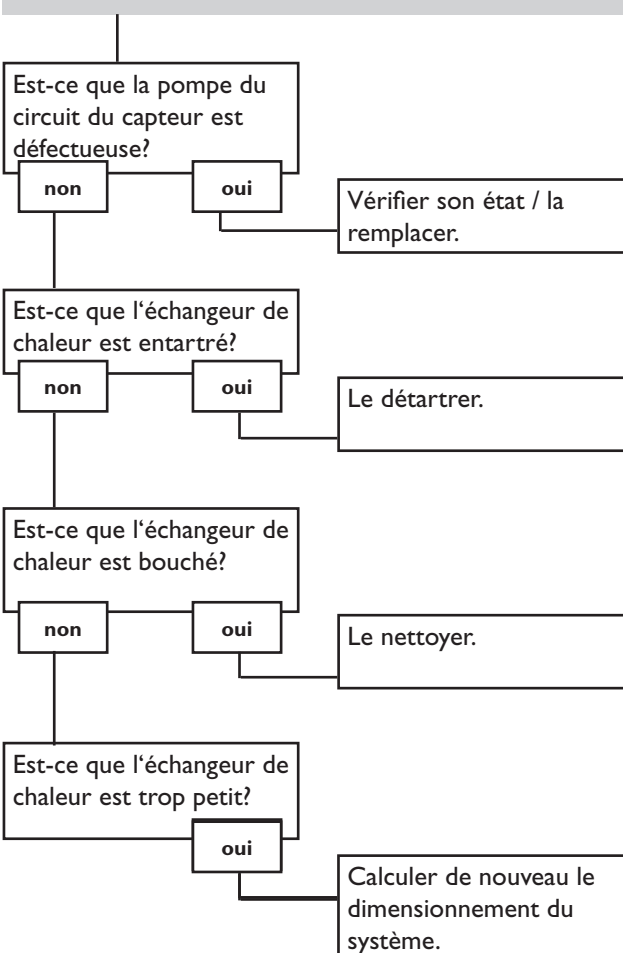 Est-ce que la pompe du
circuit du capteur est
défectueuse?
non
oui
Vérifier son état / la
remplacer.
Est-ce que l‘échangeur de
chaleur est entartré?
non
oui
Le détartrer.
Est-ce que l‘échangeur de
chaleur est bouché?
non
oui
Le nettoyer.
Est-ce que l‘échangeur de
chaleur est trop petit?
oui
Calculer de nouveau le
dimensionnement du
système.